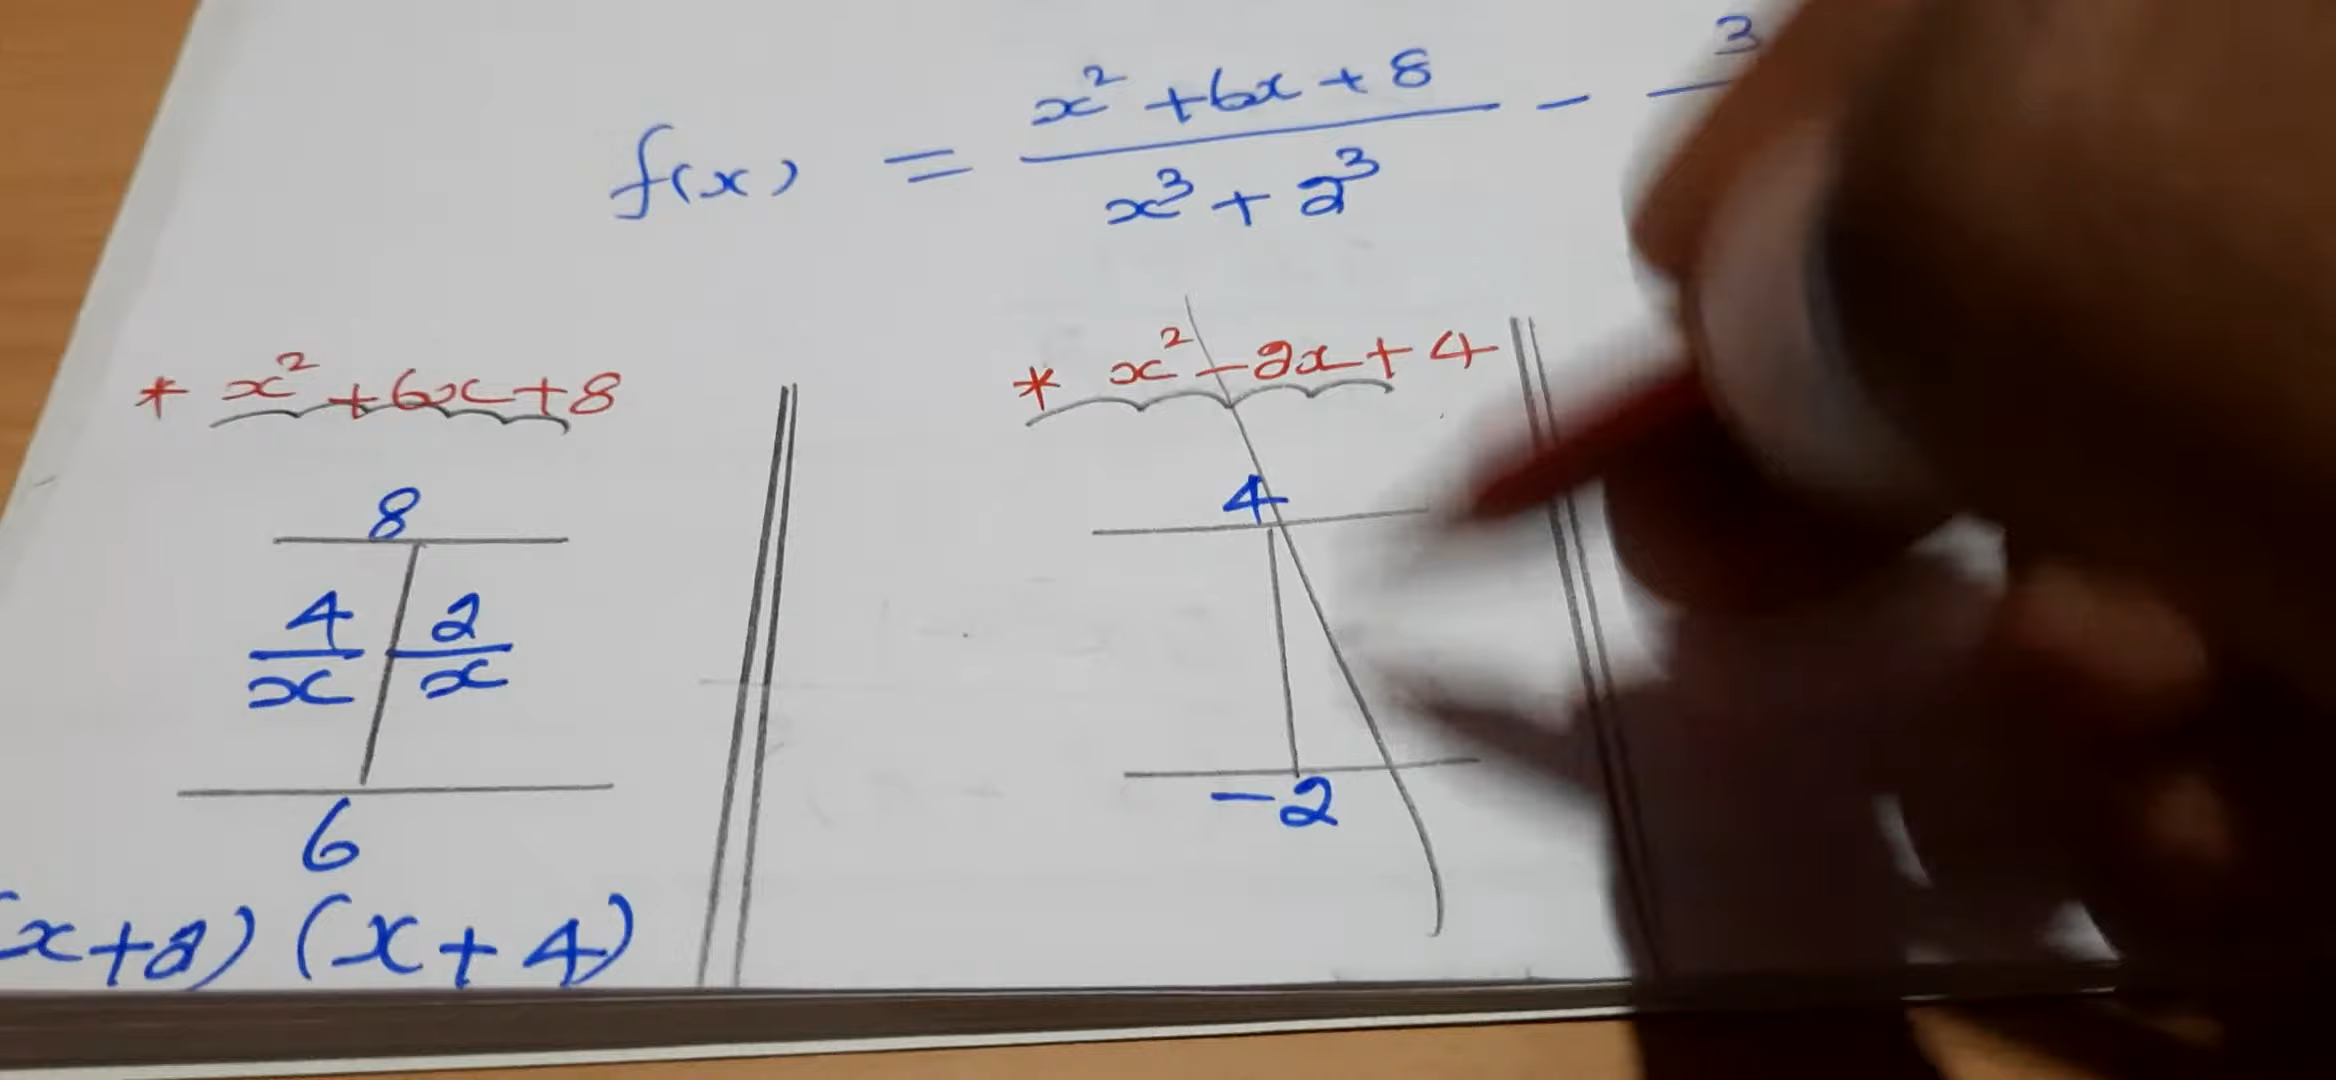 f(x) = x² + 6x + 8 / x³ + 2³ - 3
* x² + 6x + 8
8
4/x 2/x
6
x + 2) (x + 4)
* x² - 2x + 4
4
-2